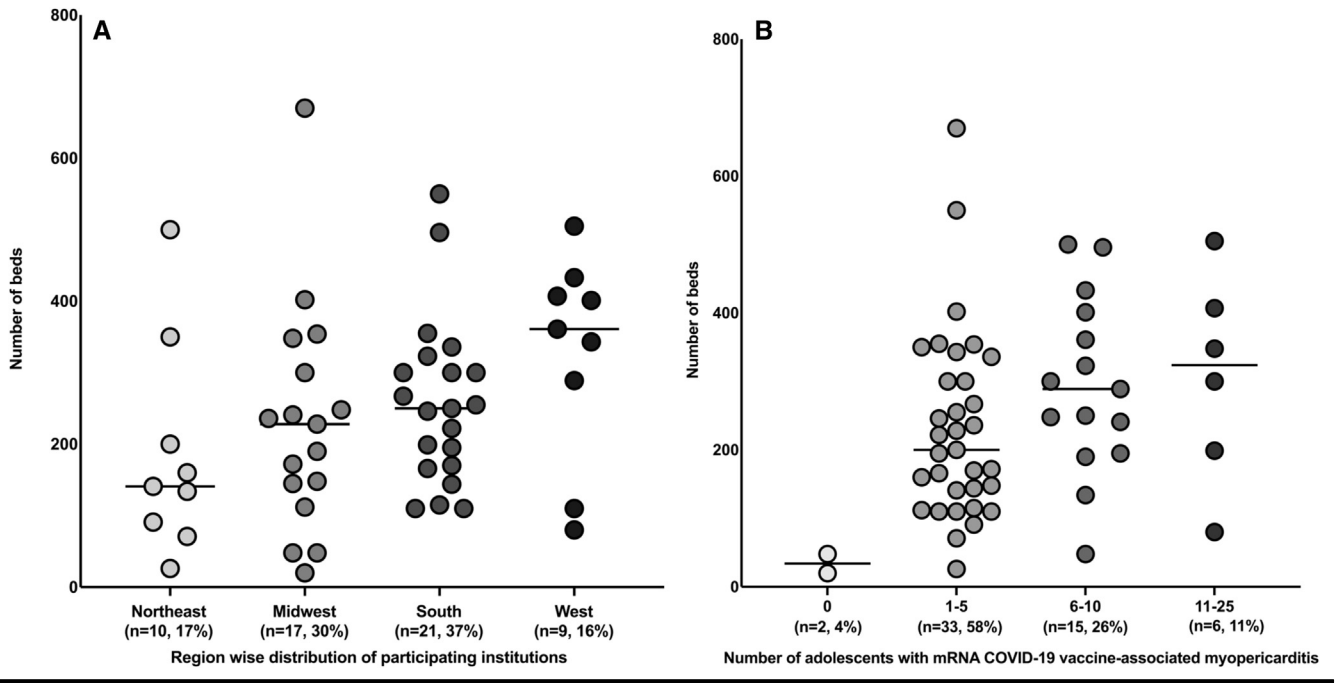 A
800
600
400
200
0
Number of beds
Northeast
(n=10, 17%)
Midwest
(n=17, 30%)
South
(n=21, 37%)
West
(n=9, 16%)
Region wise distribution of participating institutions
B
800
600
400
200
0
Number of beds
0
(n=2, 4%)
1-5
(n=33, 58%)
6-10
(n=15, 26%)
11-25
(n=6, 11%)
Number of adolescents with mRNA COVID-19 vaccine-associated myopericarditis